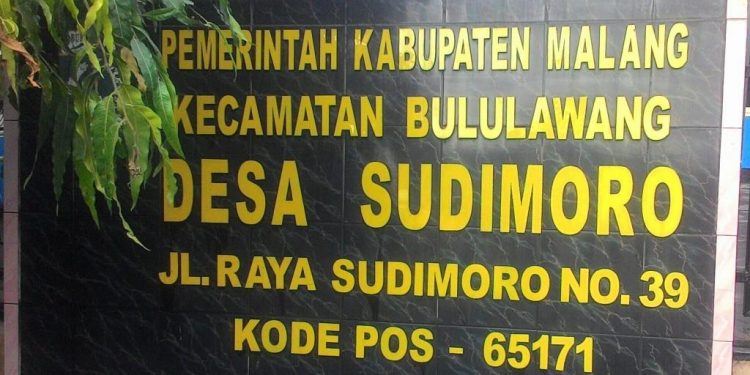 PEMERINTAH KABUPATEN MALANG
KECAMATAN BULULAWANG
DESA SUDIMORO
JL. RAYA SUDIMORO NO. 39
KODE POS - 65171